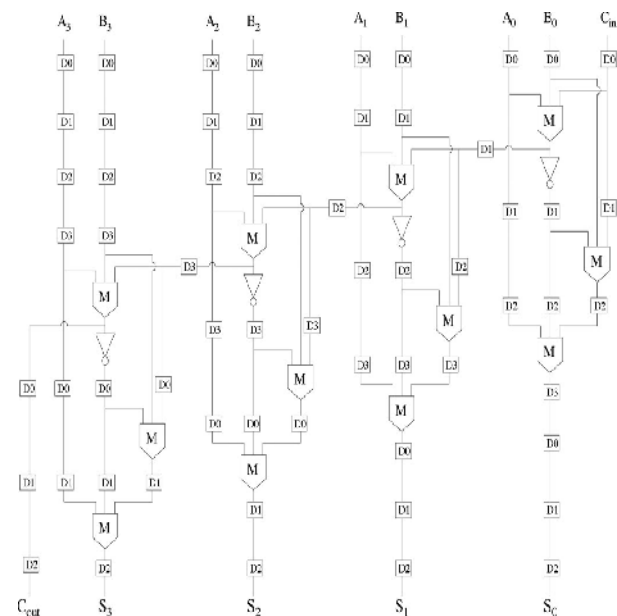 A3 B3 A2 B2 A1 B1 A0 B0 Cin
D0 D0 D0 D0 D0 D0 D0 D0 D0
D1 D1 D1 D1 D1 D1 M
D1
D2 D2 D2 D2 M
D2 D1 D1 D1
D3 D3 M
D3 D2 D2 D2 M
M D2 D2 D2
D3 D3 D3 M
M
D3 D3 D3
M
D0 D0 D0 D0 D3
M
D0 D0 D0
M D0 D0
M
D1 D1 D1 D1
M D1 D1 D1
D2 D2 D2 D2 D2
Cout S3 S2 S1 S0